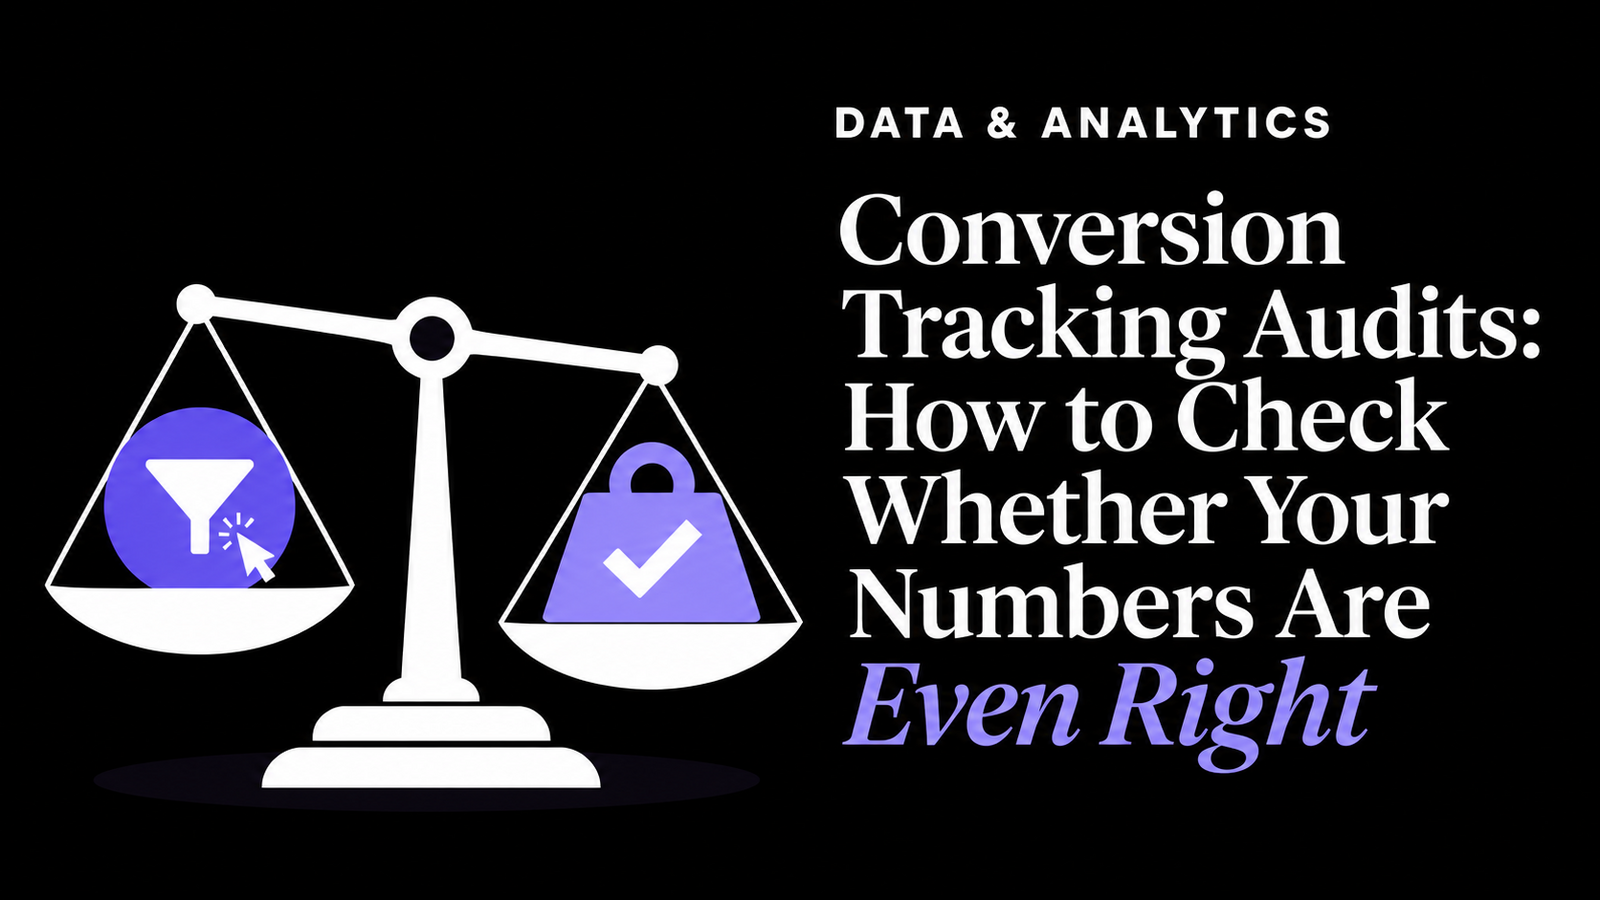 DATA & ANALYTICS
Conversion
Tracking Audits:
How to Check
Whether Your
Numbers Are
Even Right